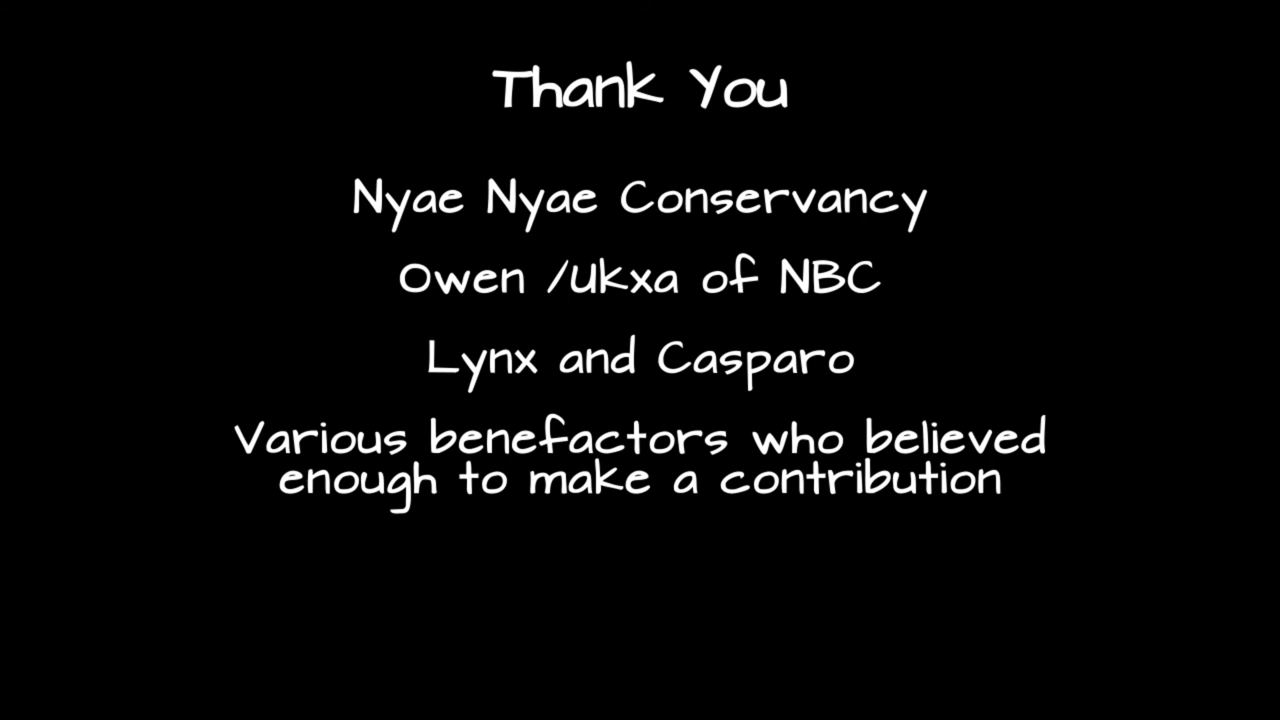 Thank You
Nyae Nyae Conservancy
Owen /Ukxa of NBC
Lynx and Casparo
Various benefactors who believed
enough to make a contribution